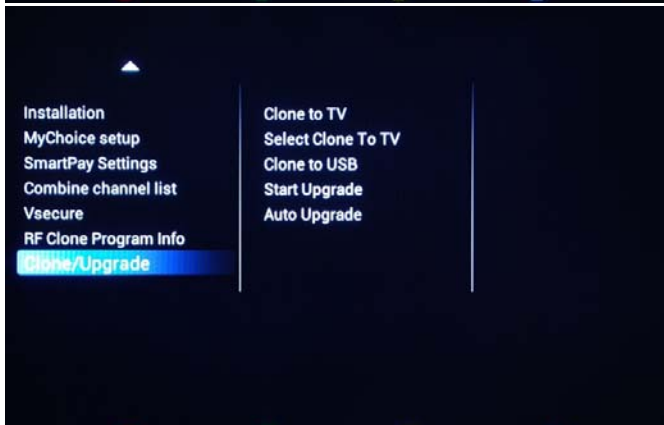 Installation
MyChoice setup
SmartPay Settings
Combine channel list
Vsecure
RF Clone Program Info
Clone/Upgrade
Clone to TV
Select Clone To TV
Clone to USB
Start Upgrade
Auto Upgrade